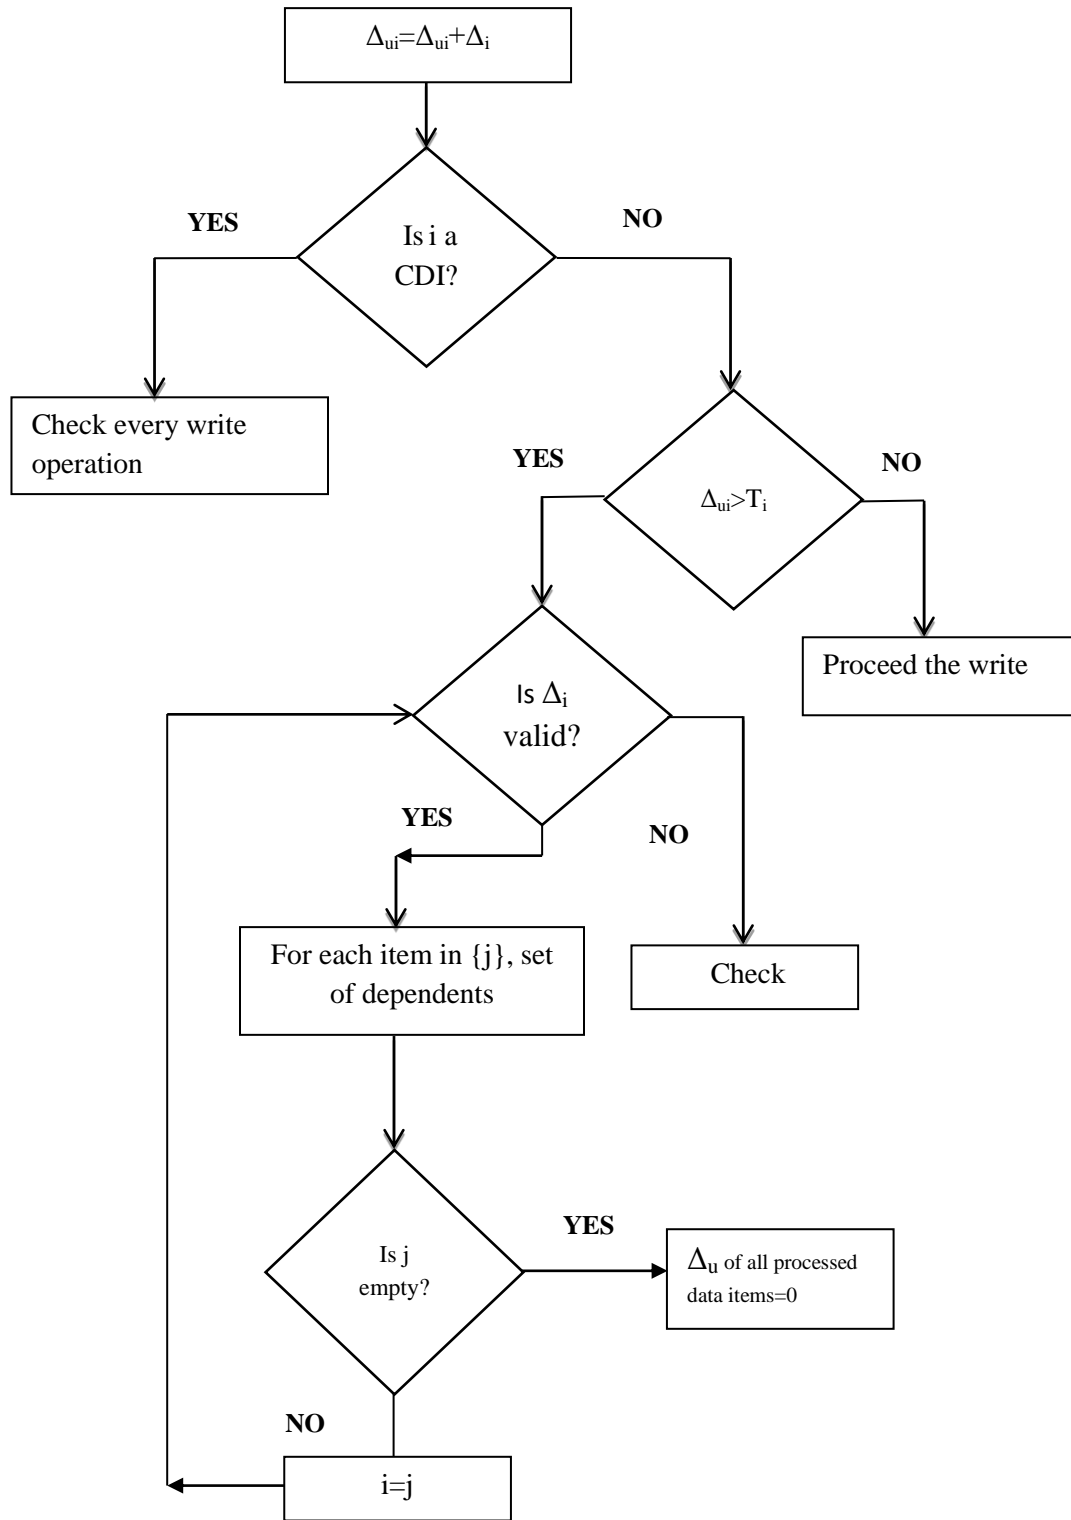 Δui=Δui+Δi
YES
NO
Is i a
CDI?
Check every write
operation
YES
NO
Δui>Ti
Proceed the write
Is Δi
valid?
YES
NO
For each item in {j}, set
of dependents
Check
YES
Is j
empty?
Δu of all processed
data items=0
NO
i=j